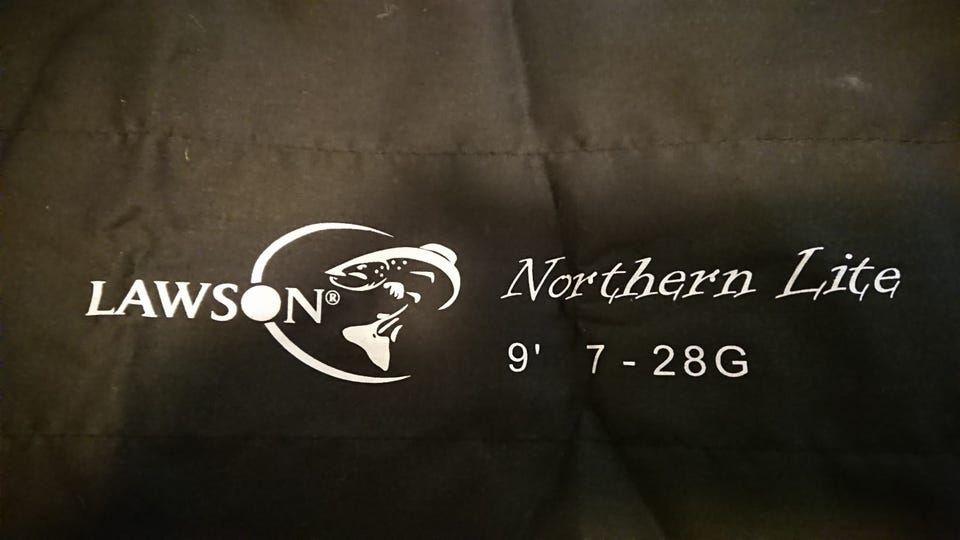 LAWSON®
Northern Lite
9' 7-28G